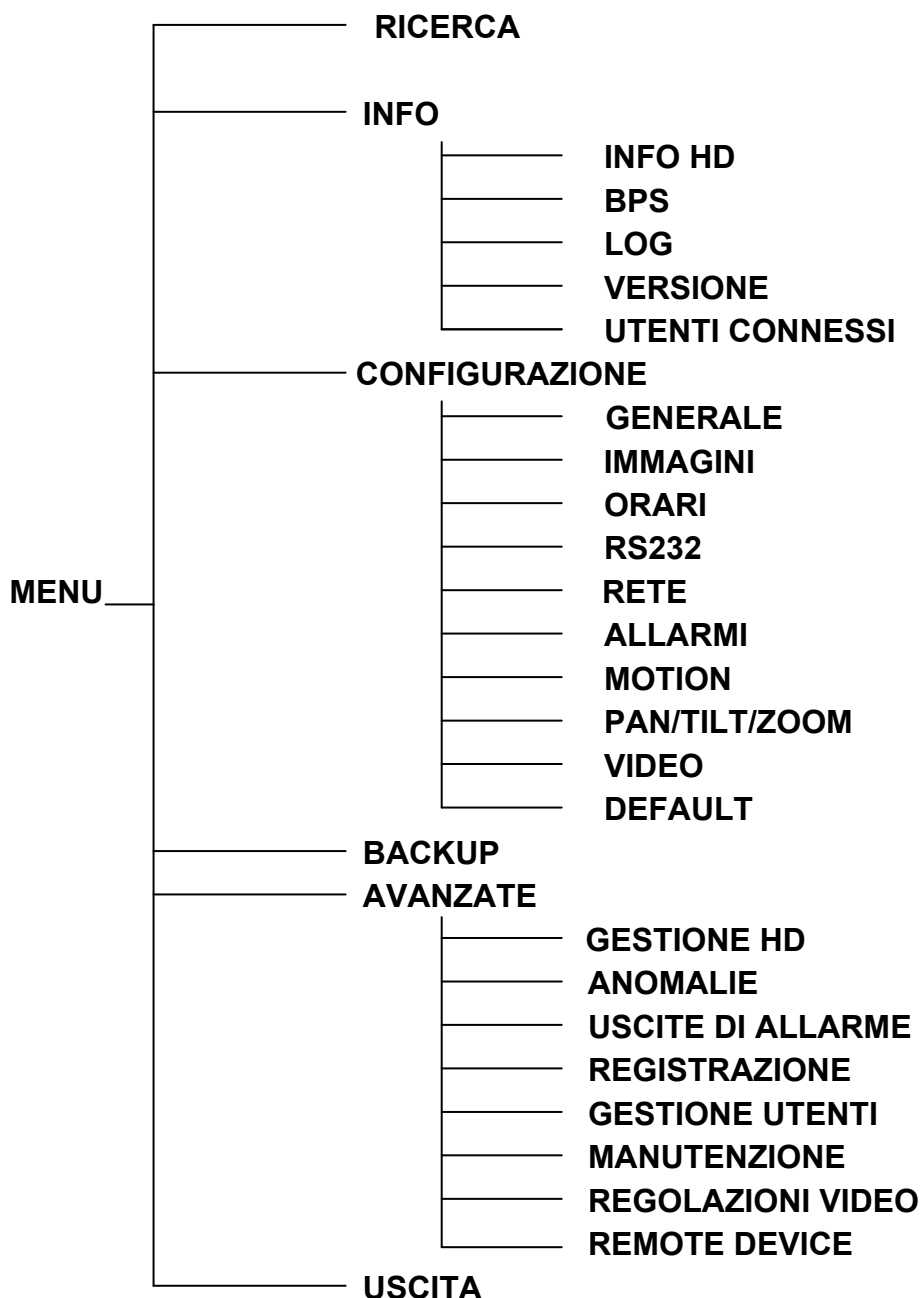 RICERCA
INFO
INFO HD
BPS
LOG
VERSIONE
UTENTI CONNESSI
CONFIGURAZIONE
GENERALE
IMMAGINI
ORARI
RS232
MENU
RETE
ALLARMI
MOTION
PAN/TILT/ZOOM
VIDEO
DEFAULT
BACKUP
AVANZATE
GESTIONE HD
ANOMALIE
USCITE DI ALLARME
REGISTRAZIONE
GESTIONE UTENTI
MANUTENZIONE
REGOLAZIONI VIDEO
REMOTE DEVICE
USCITA